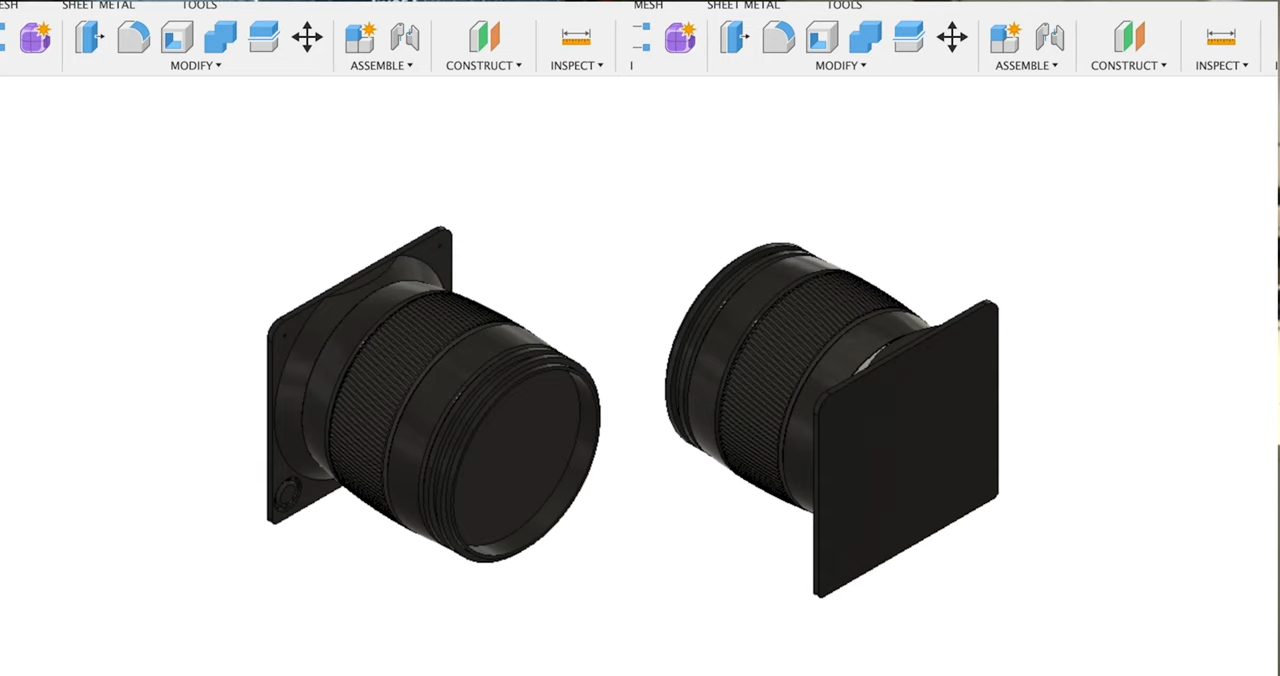 SHEET METAL TOOLS
MODIFY ASSEMBLE CONSTRUCT INSPECT
MESH SHEET METAL TOOLS
MODIFY ASSEMBLE CONSTRUCT INSPECT